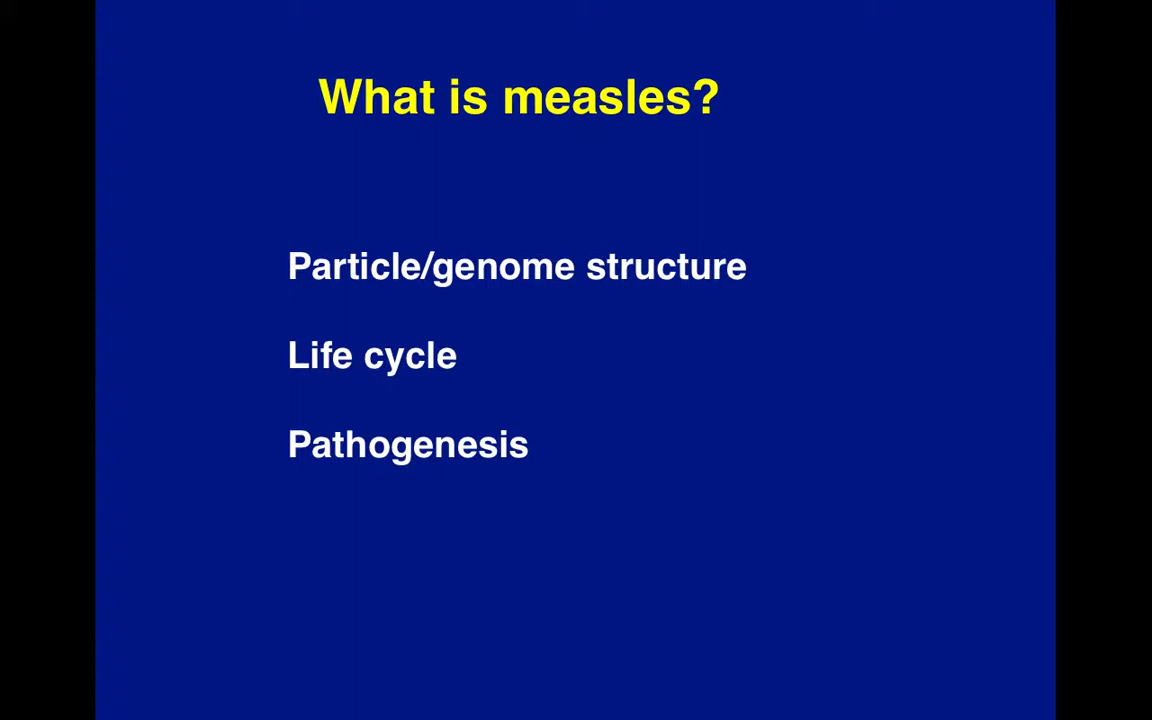 What is measles?
Particle/genome structure
Life cycle
Pathogenesis